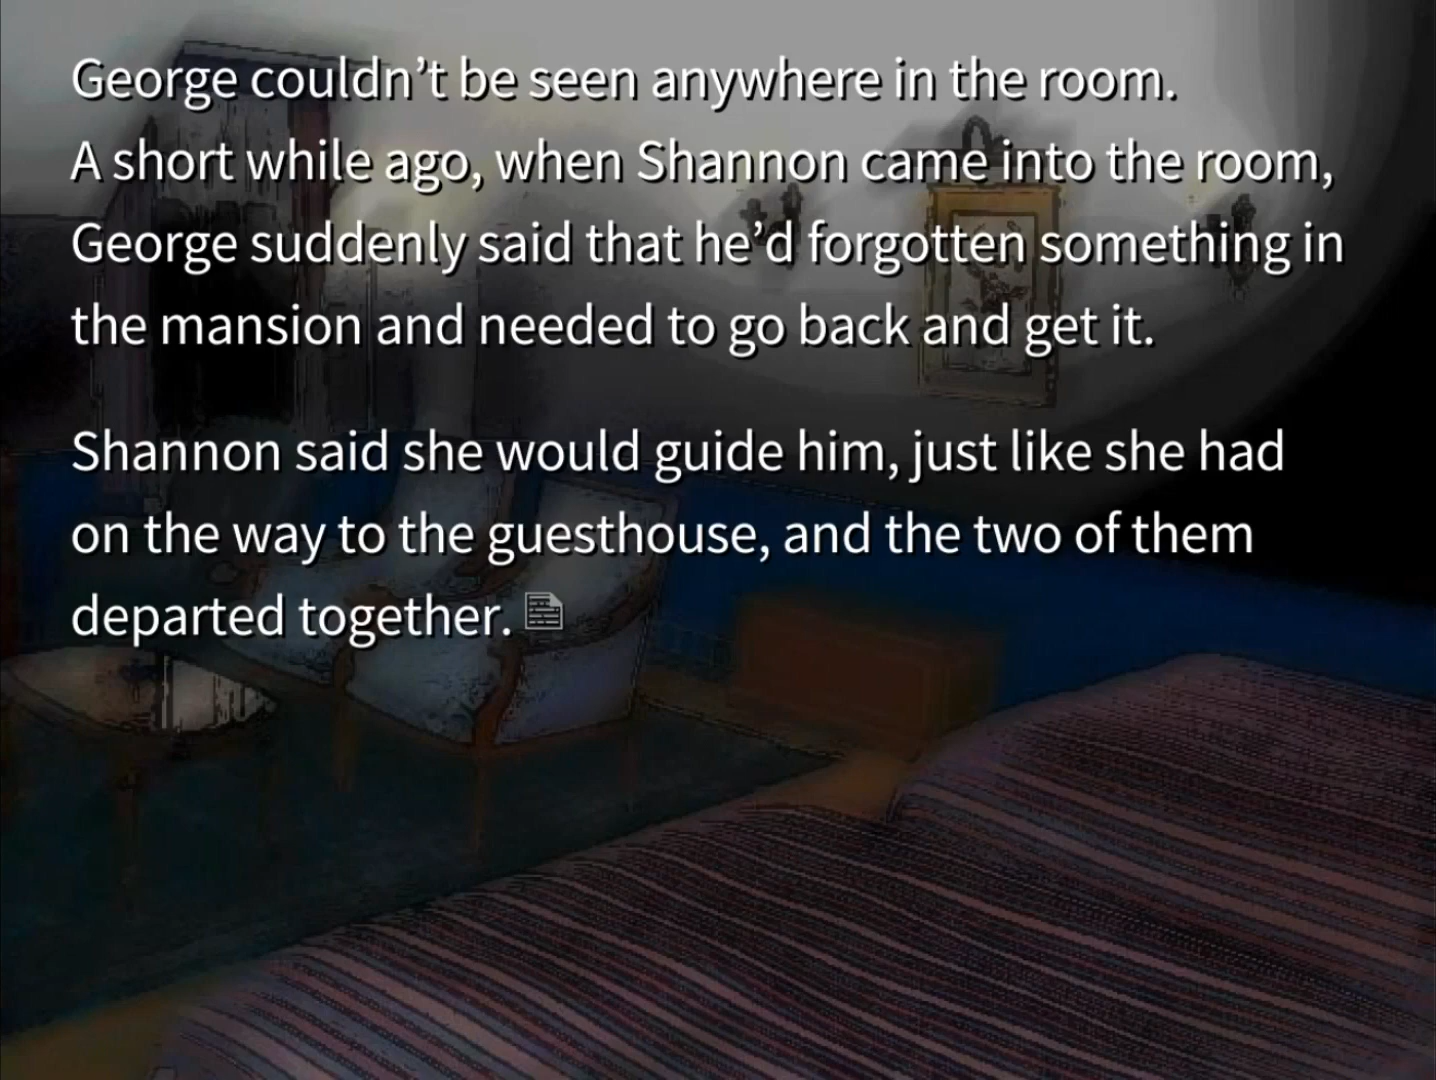 George couldn’t be seen anywhere in the room.
A short while ago, when Shannon came into the room,
George suddenly said that he’d forgotten something in
the mansion and needed to go back and get it.
Shannon said she would guide him, just like she had
on the way to the guesthouse, and the two of them
departed together.